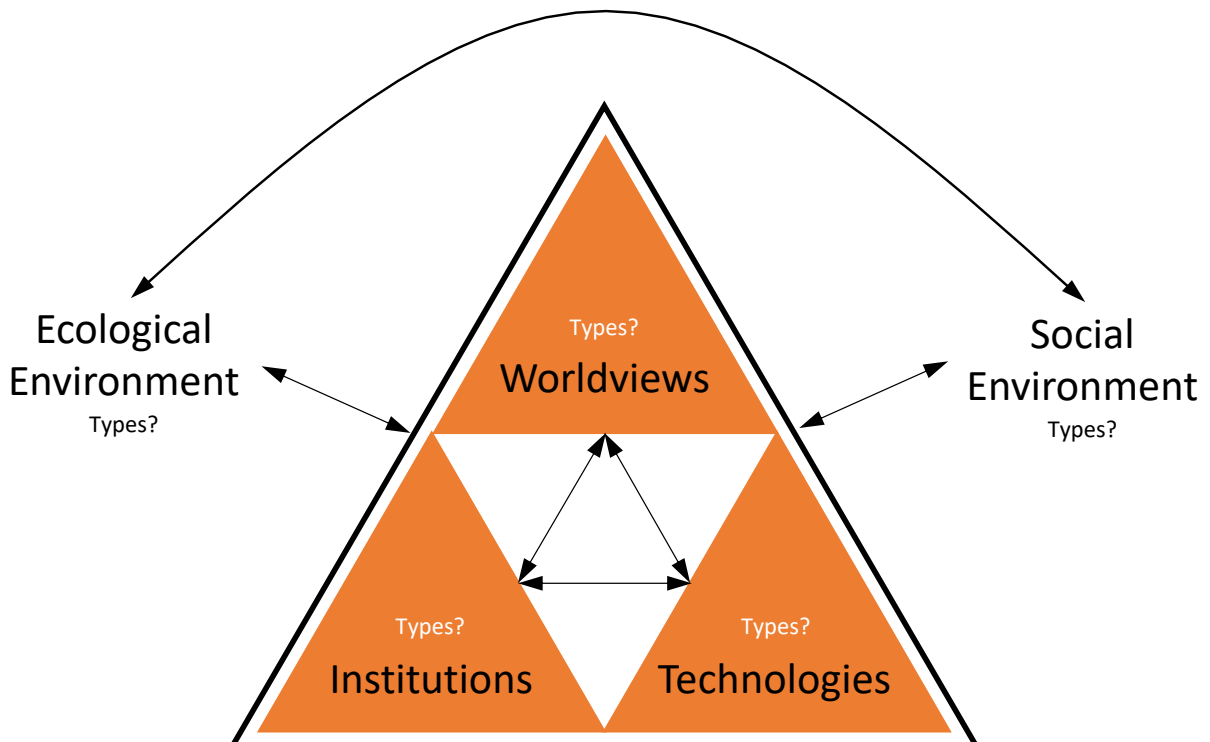 Ecological
Environment
Types?
Types?
Worldviews
Social
Environment
Types?
Types?
Institutions
Types?
Technologies